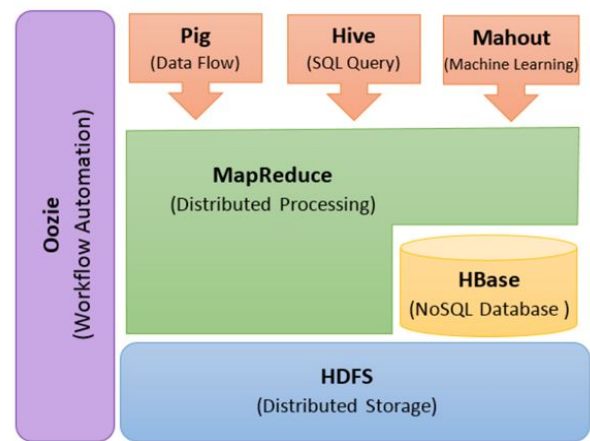 Oozie
(Workflow Automation)
Pig
(Data Flow)
Hive
(SQL Query)
Mahout
(Machine Learning)
MapReduce
(Distributed Processing)
HBase
(NoSQL Database )
HDFS
(Distributed Storage)